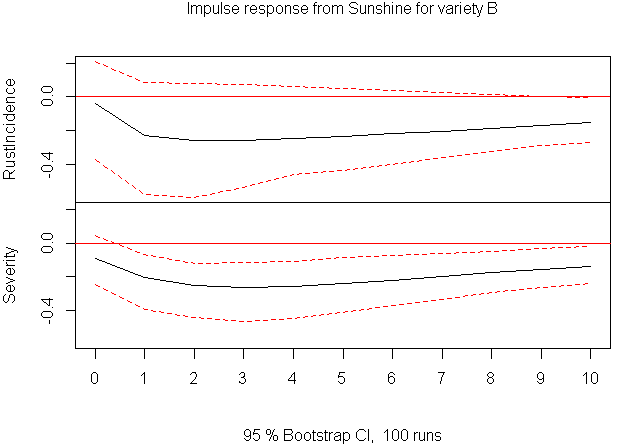 Impulse response from Sunshine for variety B
RustIncidence
0.0
-0.4
Severity
0.0
-0.4
0 1 2 3 4 5 6 7 8 9 10
95 % Bootstrap CI, 100 runs